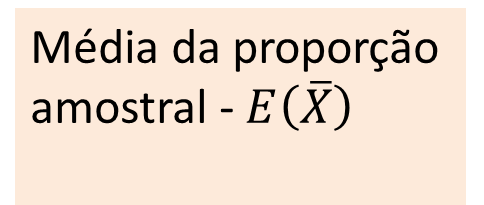 Média da proporção
amostral - E(X̄)